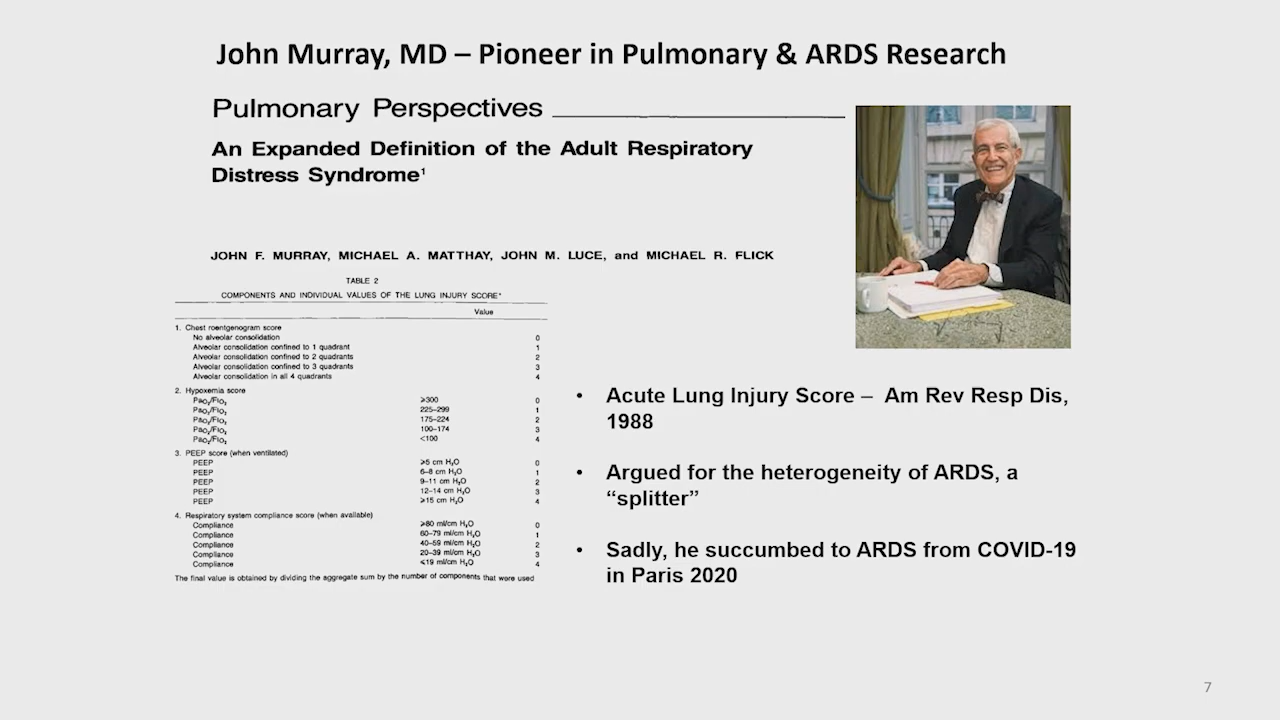 John Murray, MD – Pioneer in Pulmonary & ARDS Research
Pulmonary Perspectives
An Expanded Definition of the Adult Respiratory
Distress Syndrome¹
JOHN F. MURRAY, MICHAEL A. MATTHAY, JOHN M. LUCE, and MICHAEL R. FLICK
TABLE 2
COMPONENTS AND INDIVIDUAL VALUES OF THE LUNG INJURY SCORE*
Value
1. Chest roentgenogram score
No alveolar consolidation 0
Alveolar consolidation confined to 1 quadrant 1
Alveolar consolidation confined to 2 quadrants 2
Alveolar consolidation confined to 3 quadrants 3
Alveolar consolidation in all 4 quadrants 4
2. Hypoxemia score
PaO₂/FIO₂ ≥300 0
PaO₂/FIO₂ 225–299 1
PaO₂/FIO₂ 175–224 2
PaO₂/FIO₂ 100–174 3
PaO₂/FIO₂ <100 4
3. PEEP score (when ventilated)
PEEP ≥5 cm H₂O 0
PEEP 6–8 cm H₂O 1
PEEP 9–11 cm H₂O 2
PEEP 12–14 cm H₂O 3
PEEP ≥15 cm H₂O 4
4. Respiratory system compliance score (when available)
Compliance ≥80 ml/cm H₂O 0
Compliance 60–79 ml/cm H₂O 1
Compliance 40–59 ml/cm H₂O 2
Compliance 20–39 ml/cm H₂O 3
Compliance ≤19 ml/cm H₂O 4
The final value is obtained by dividing the aggregate sum by the number of components that were used
• Acute Lung Injury Score – Am Rev Resp Dis,
1988
• Argued for the heterogeneity of ARDS, a
“splitter”
• Sadly, he succumbed to ARDS from COVID-19
in Paris 2020
7